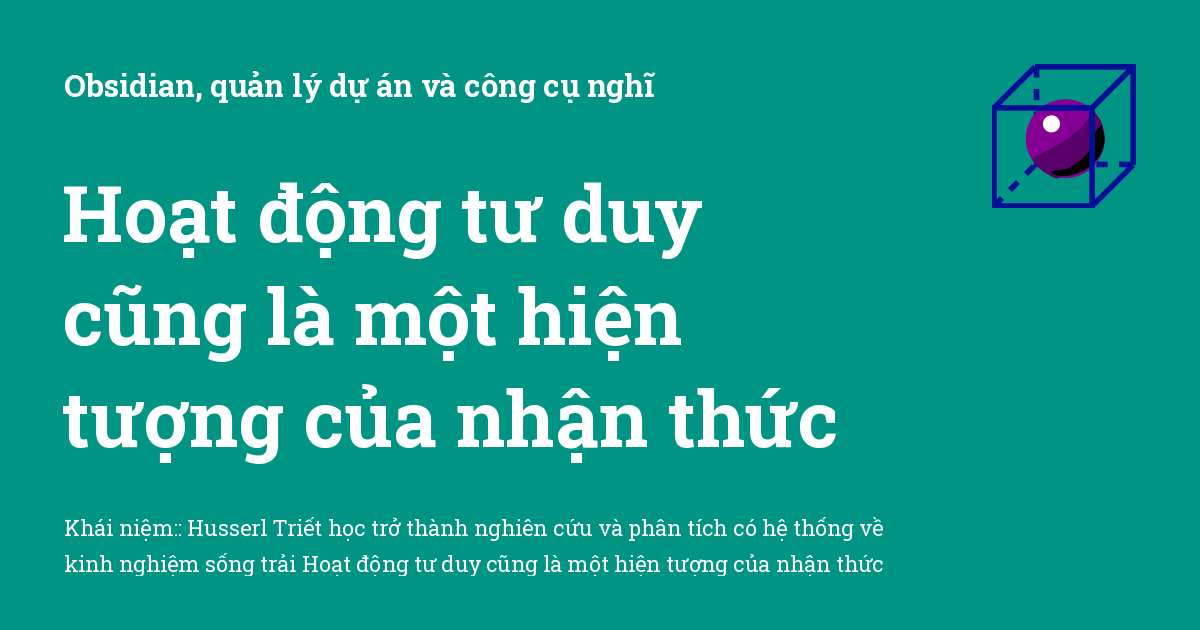 Obsidian, quản lý dự án và công cụ nghĩ
Hoạt động tư duy
cũng là một hiện
tượng của nhận thức
Khái niệm:: Husserl Triết học trở thành nghiên cứu và phân tích có hệ thống về
kinh nghiệm sống trải Hoạt động tư duy cũng là một hiện tượng của nhận thức